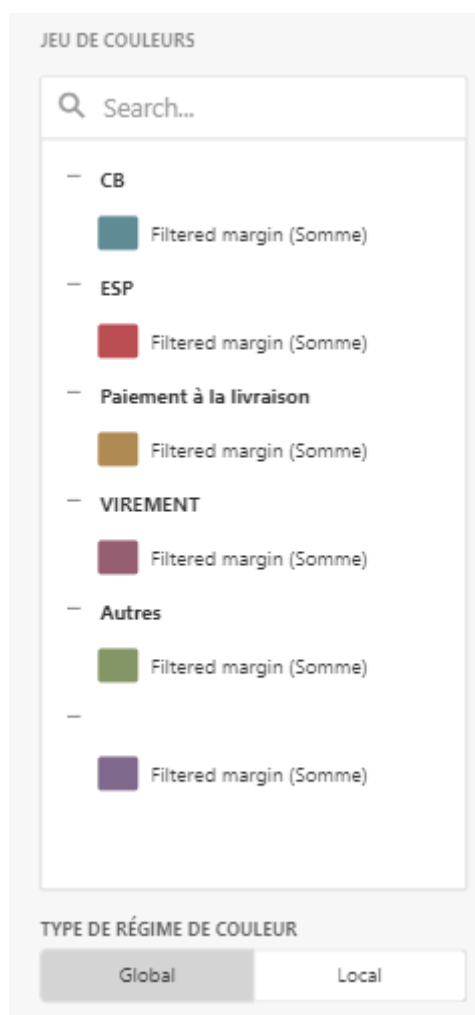 JEU DE COULEURS
Search...
CB
Filtered margin (Somme)
ESP
Filtered margin (Somme)
Paiement à la livraison
Filtered margin (Somme)
VIREMENT
Filtered margin (Somme)
Autres
Filtered margin (Somme)
Filtered margin (Somme)
TYPE DE RÉGIME DE COULEUR
Global Local